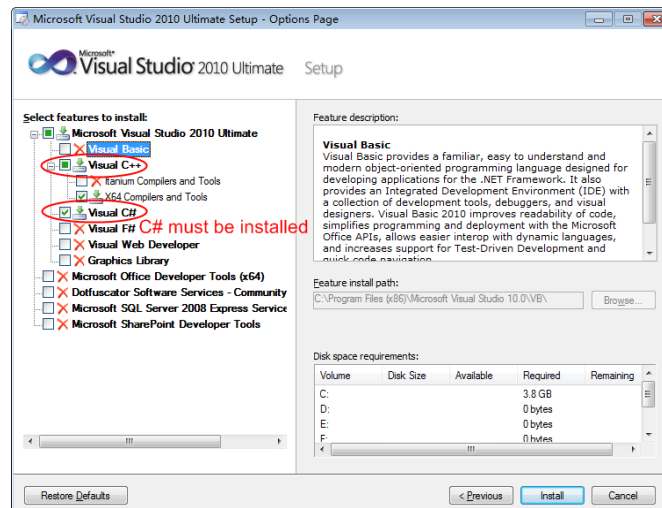 Microsoft Visual Studio 2010 Ultimate Setup - Options Page
Microsoft®
Visual Studio® 2010 Ultimate Setup
Select features to install:
Microsoft Visual Studio 2010 Ultimate
Visual Basic
Visual C++
Itanium Compilers and Tools
X64 Compilers and Tools
Visual C#
Visual F# C# must be installed
Visual Web Developer
Graphics Library
Microsoft Office Developer Tools (x64)
Dotfuscator Software Services - Community
Microsoft SQL Server 2008 Express Service
Microsoft SharePoint Developer Tools
Feature description:
Visual Basic
Visual Basic provides a familiar, easy to understand and
modern object-oriented programming language designed for
developing applications for the .NET Framework. It also
provides an Integrated Development Environment (IDE) with
a collection of development tools, debuggers, and visual
designers. Visual Basic 2010 improves readability of code,
simplifies programming and deployment with the Microsoft
Office APIs, allows easier interop with dynamic languages,
and increases support for Test-Driven Development and
quick code navigation.
Feature install path:
C:\Program Files (x86)\Microsoft Visual Studio 10.0\VB\ Browse...
Disk space requirements:
Volume Disk Size Available Required Remaining
C: 3.8 GB
D: 0 bytes
E: 0 bytes
F: 0 bytes
Restore Defaults < Previous Install Cancel